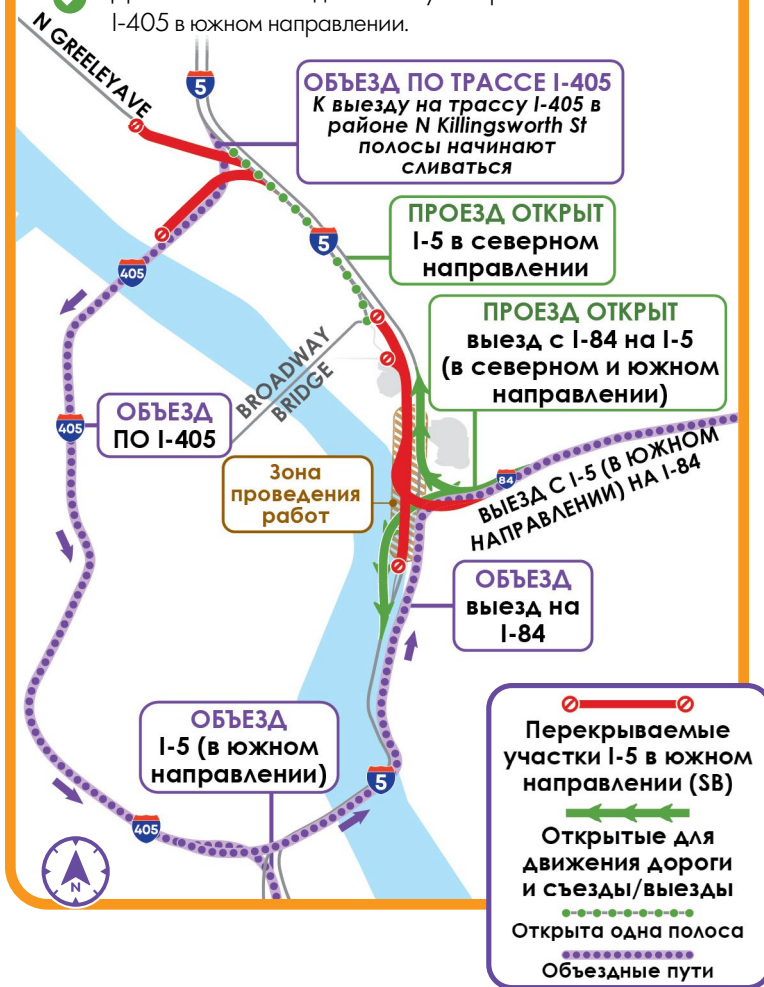 I-405 в южном направлении.
N GREELEY AVE
5
ОБЪЕЗД ПО ТРАССЕ I-405
К выезду на трассу I-405 в
районе N Killingsworth St
полосы начинают
сливаться
ПРОЕЗД ОТКРЫТ
I-5 в северном
направлении
5
405
ПРОЕЗД ОТКРЫТ
выезд с I-84 на I-5
(в северном и южном
направлении)
BROADWAY
BRIDGE
ОБЪЕЗД
ПО I-405
405
Зона
проведения
работ
84
ВЫЕЗД С I-5 (В ЮЖНОМ
НАПРАВЛЕНИИ) НА I-84
ОБЪЕЗД
выезд на
I-84
ОБЪЕЗД
I-5 (в южном
направлении)
5
405
N
Перекрываемые
участки I-5 в южном
направлении (SB)
Открытые для
движения дороги
и съезды/выезды
Открыта одна полоса
Объездные пути